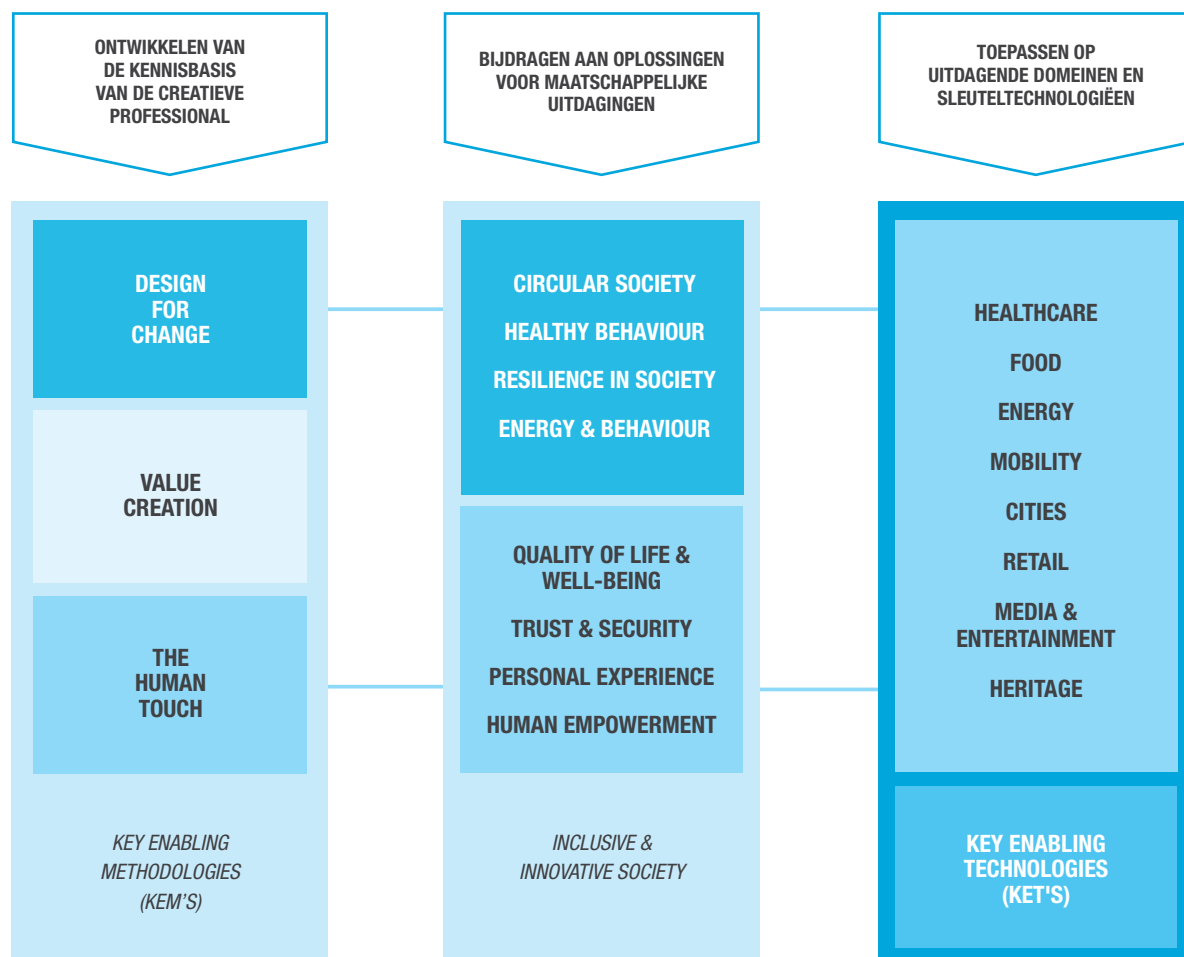 ONTWIKKELEN VAN
DE KENNISBASIS
VAN DE CREATIEVE
PROFESSIONAL
BIJDRAGEN AAN OPLOSSINGEN
VOOR MAATSCHAPPELIJKE
UITDAGINGEN
TOEPASSEN OP
UITDAGENDE DOMEINEN EN
SLEUTELTECHNOLOGIËEN
DESIGN
FOR
CHANGE
VALUE
CREATION
THE
HUMAN
TOUCH
KEY ENABLING
METHODOLOGIES
(KEM’S)
CIRCULAR SOCIETY
HEALTHY BEHAVIOUR
RESILIENCE IN SOCIETY
ENERGY & BEHAVIOUR
QUALITY OF LIFE &
WELL-BEING
TRUST & SECURITY
PERSONAL EXPERIENCE
HUMAN EMPOWERMENT
INCLUSIVE &
INNOVATIVE SOCIETY
HEALTHCARE
FOOD
ENERGY
MOBILITY
CITIES
RETAIL
MEDIA &
ENTERTAINMENT
HERITAGE
KEY ENABLING
TECHNOLOGIES
(KET'S)